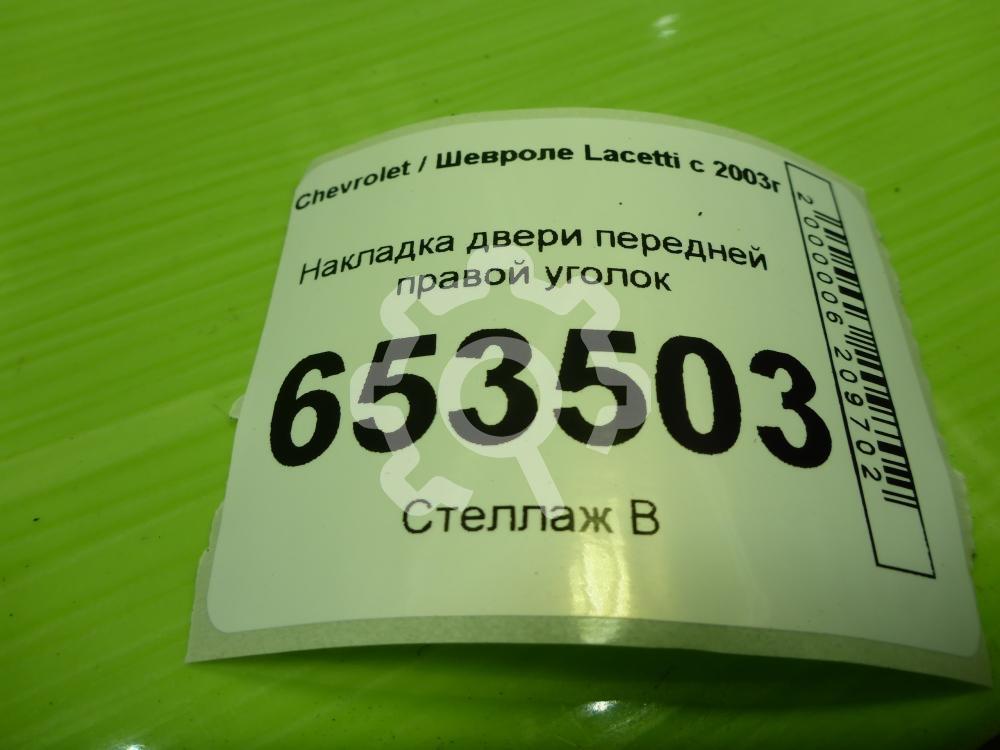 Chevrolet / Шевроле Lacetti с 2003г
Накладка двери передней
правой уголок
653503
Стеллаж В
2000006209702